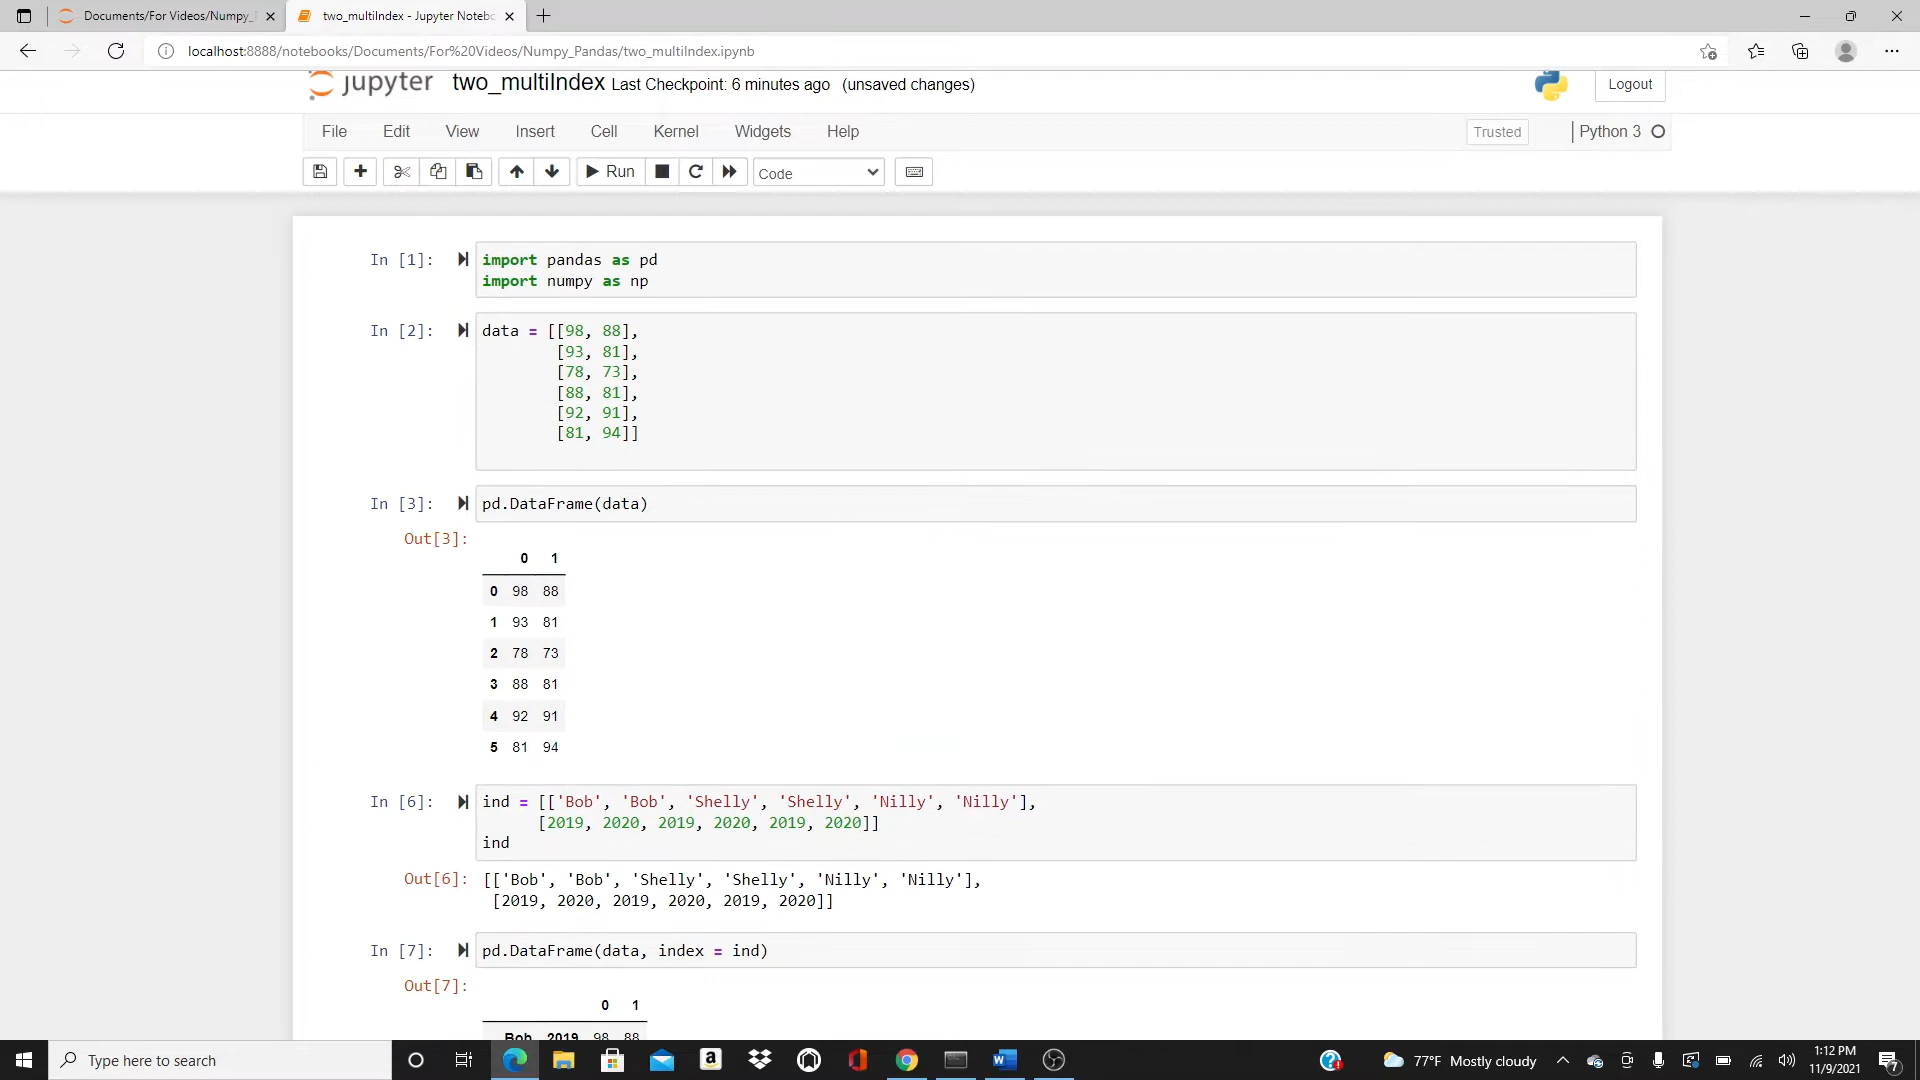 Documents/For Videos/Numpy_
two_multiIndex - Jupyter Notebo
localhost:8888/notebooks/Documents/For%20Videos/Numpy_Pandas/two_multiIndex.ipynb
jupyter two_multiIndex Last Checkpoint: 6 minutes ago (unsaved changes)
Logout
File Edit View Insert Cell Kernel Widgets Help
Trusted
Python 3
Run
Code
In [1]:
import pandas as pd
import numpy as np
In [2]:
data = [[98, 88],
[93, 81],
[78, 73],
[88, 81],
[92, 91],
[81, 94]]
In [3]:
pd.DataFrame(data)
Out[3]:
0 1
0 98 88
1 93 81
2 78 73
3 88 81
4 92 91
5 81 94
In [6]:
ind = [['Bob', 'Bob', 'Shelly', 'Shelly', 'Nilly', 'Nilly'],
[2019, 2020, 2019, 2020, 2019, 2020]]
ind
Out[6]:
[['Bob', 'Bob', 'Shelly', 'Shelly', 'Nilly', 'Nilly'],
[2019, 2020, 2019, 2020, 2019, 2020]]
In [7]:
pd.DataFrame(data, index = ind)
Out[7]:
0 1
Bob 2019 98 88
Type here to search
77°F Mostly cloudy
1:12 PM
11/9/2021
7